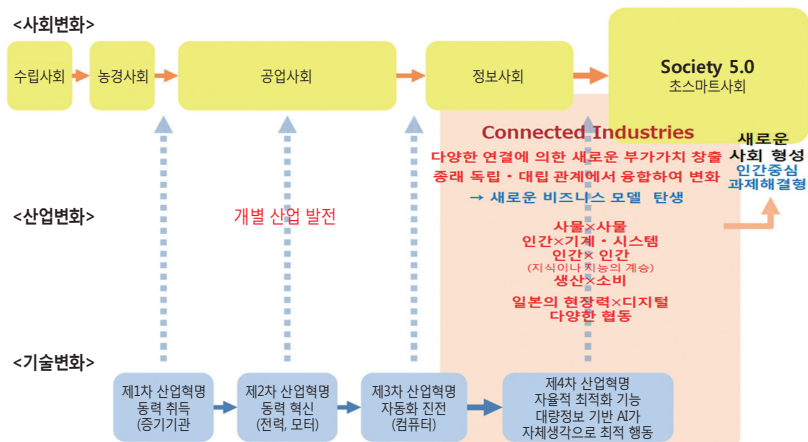 <사회변화>
수립사회
농경사회
공업사회
정보사회
Society 5.0
초스마트사회
Connected Industries
다양한 연결에 의한 새로운 부가가치 창출
종래 독립・대립 관계에서 융합하여 변화
→ 새로운 비즈니스 모델 탄생
새로운
사회 형성
인간중심
과제해결형
<산업변화>
개별 산업 발전
사물×사물
인간×기계・시스템
인간×인간
(지식이나 지능의 계승)
생산×소비
일본의 현장력×디지털
다양한 협동
<기술변화>
제1차 산업혁명
동력 취득
(증기기관)
제2차 산업혁명
동력 혁신
(전력, 모터)
제3차 산업혁명
자동화 진전
(컴퓨터)
제4차 산업혁명
자율적 최적화 기능
대량정보 기반 AI가
자체생각으로 최적 행동